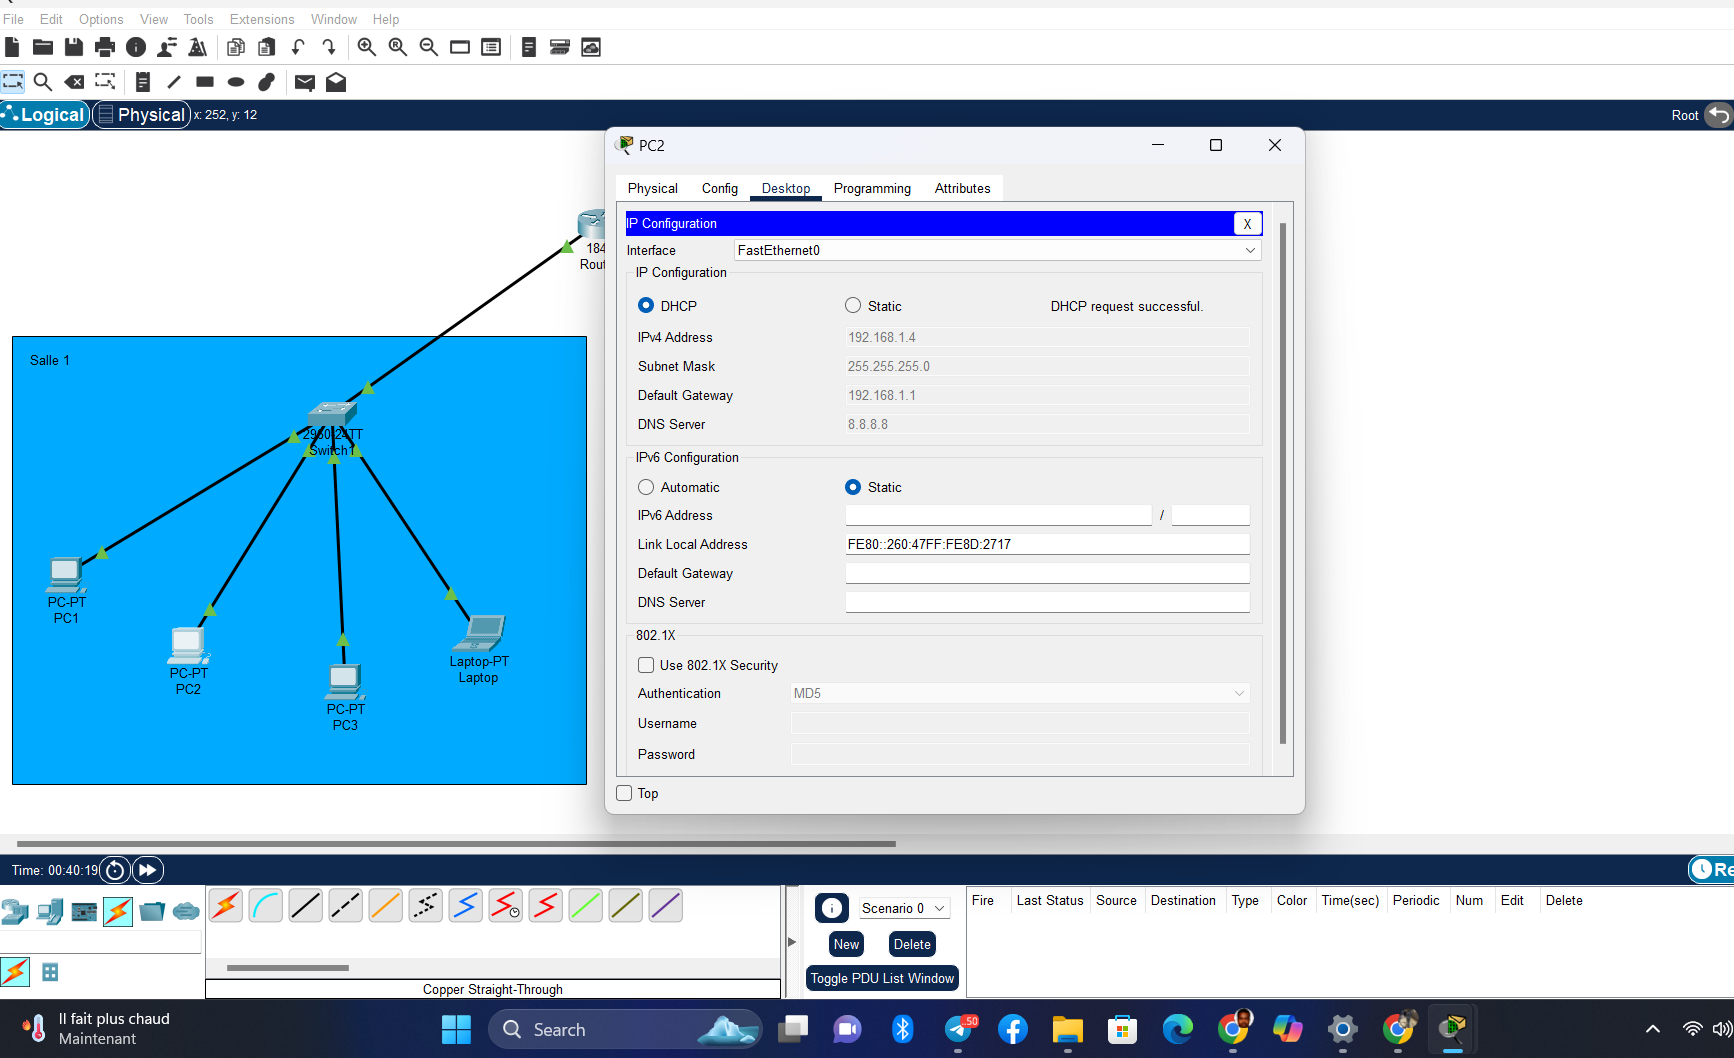 File Edit Options View Tools Extensions Window Help
Logical Physical x: 252, y: 12 Root
PC2
Physical Config Desktop Programming Attributes
IP Configuration X
Interface FastEthernet0
IP Configuration
DHCP Static DHCP request successful.
IPv4 Address 192.168.1.4
Subnet Mask 255.255.255.0
Default Gateway 192.168.1.1
DNS Server 8.8.8.8
IPv6 Configuration
Automatic Static
IPv6 Address /
Link Local Address FE80::260:47FF:FE8D:2717
Default Gateway
DNS Server
802.1X
Use 802.1X Security
Authentication MD5
Username
Password
Top
184
Rout
Salle 1
2960-24TT
Switch1
PC-PT
PC1
PC-PT
PC2
PC-PT
PC3
Laptop-PT
Laptop
Time: 00:40:19 Re
Scenario 0
New Delete
Toggle PDU List Window
Fire Last Status Source Destination Type Color Time(sec) Periodic Num Edit Delete
Copper Straight-Through
Il fait plus chaud
Maintenant
Search
50